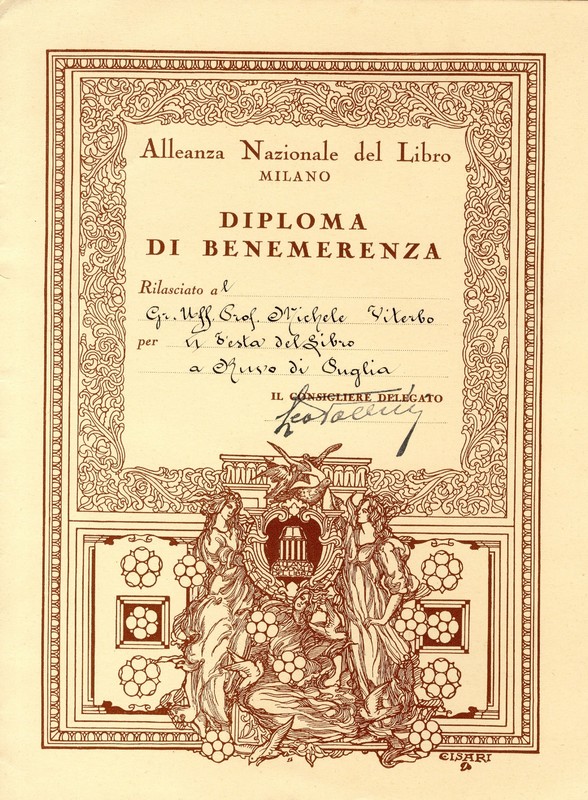 Alleanza Nazionale del Libro
MILANO
DIPLOMA
DI BENEMERENZA
Rilasciato al
Gr. Uff. Prof. Michele Viterbo
per la Festa del Libro
a Ruvo di Puglia
IL CONSIGLIERE DELEGATO
CISARI